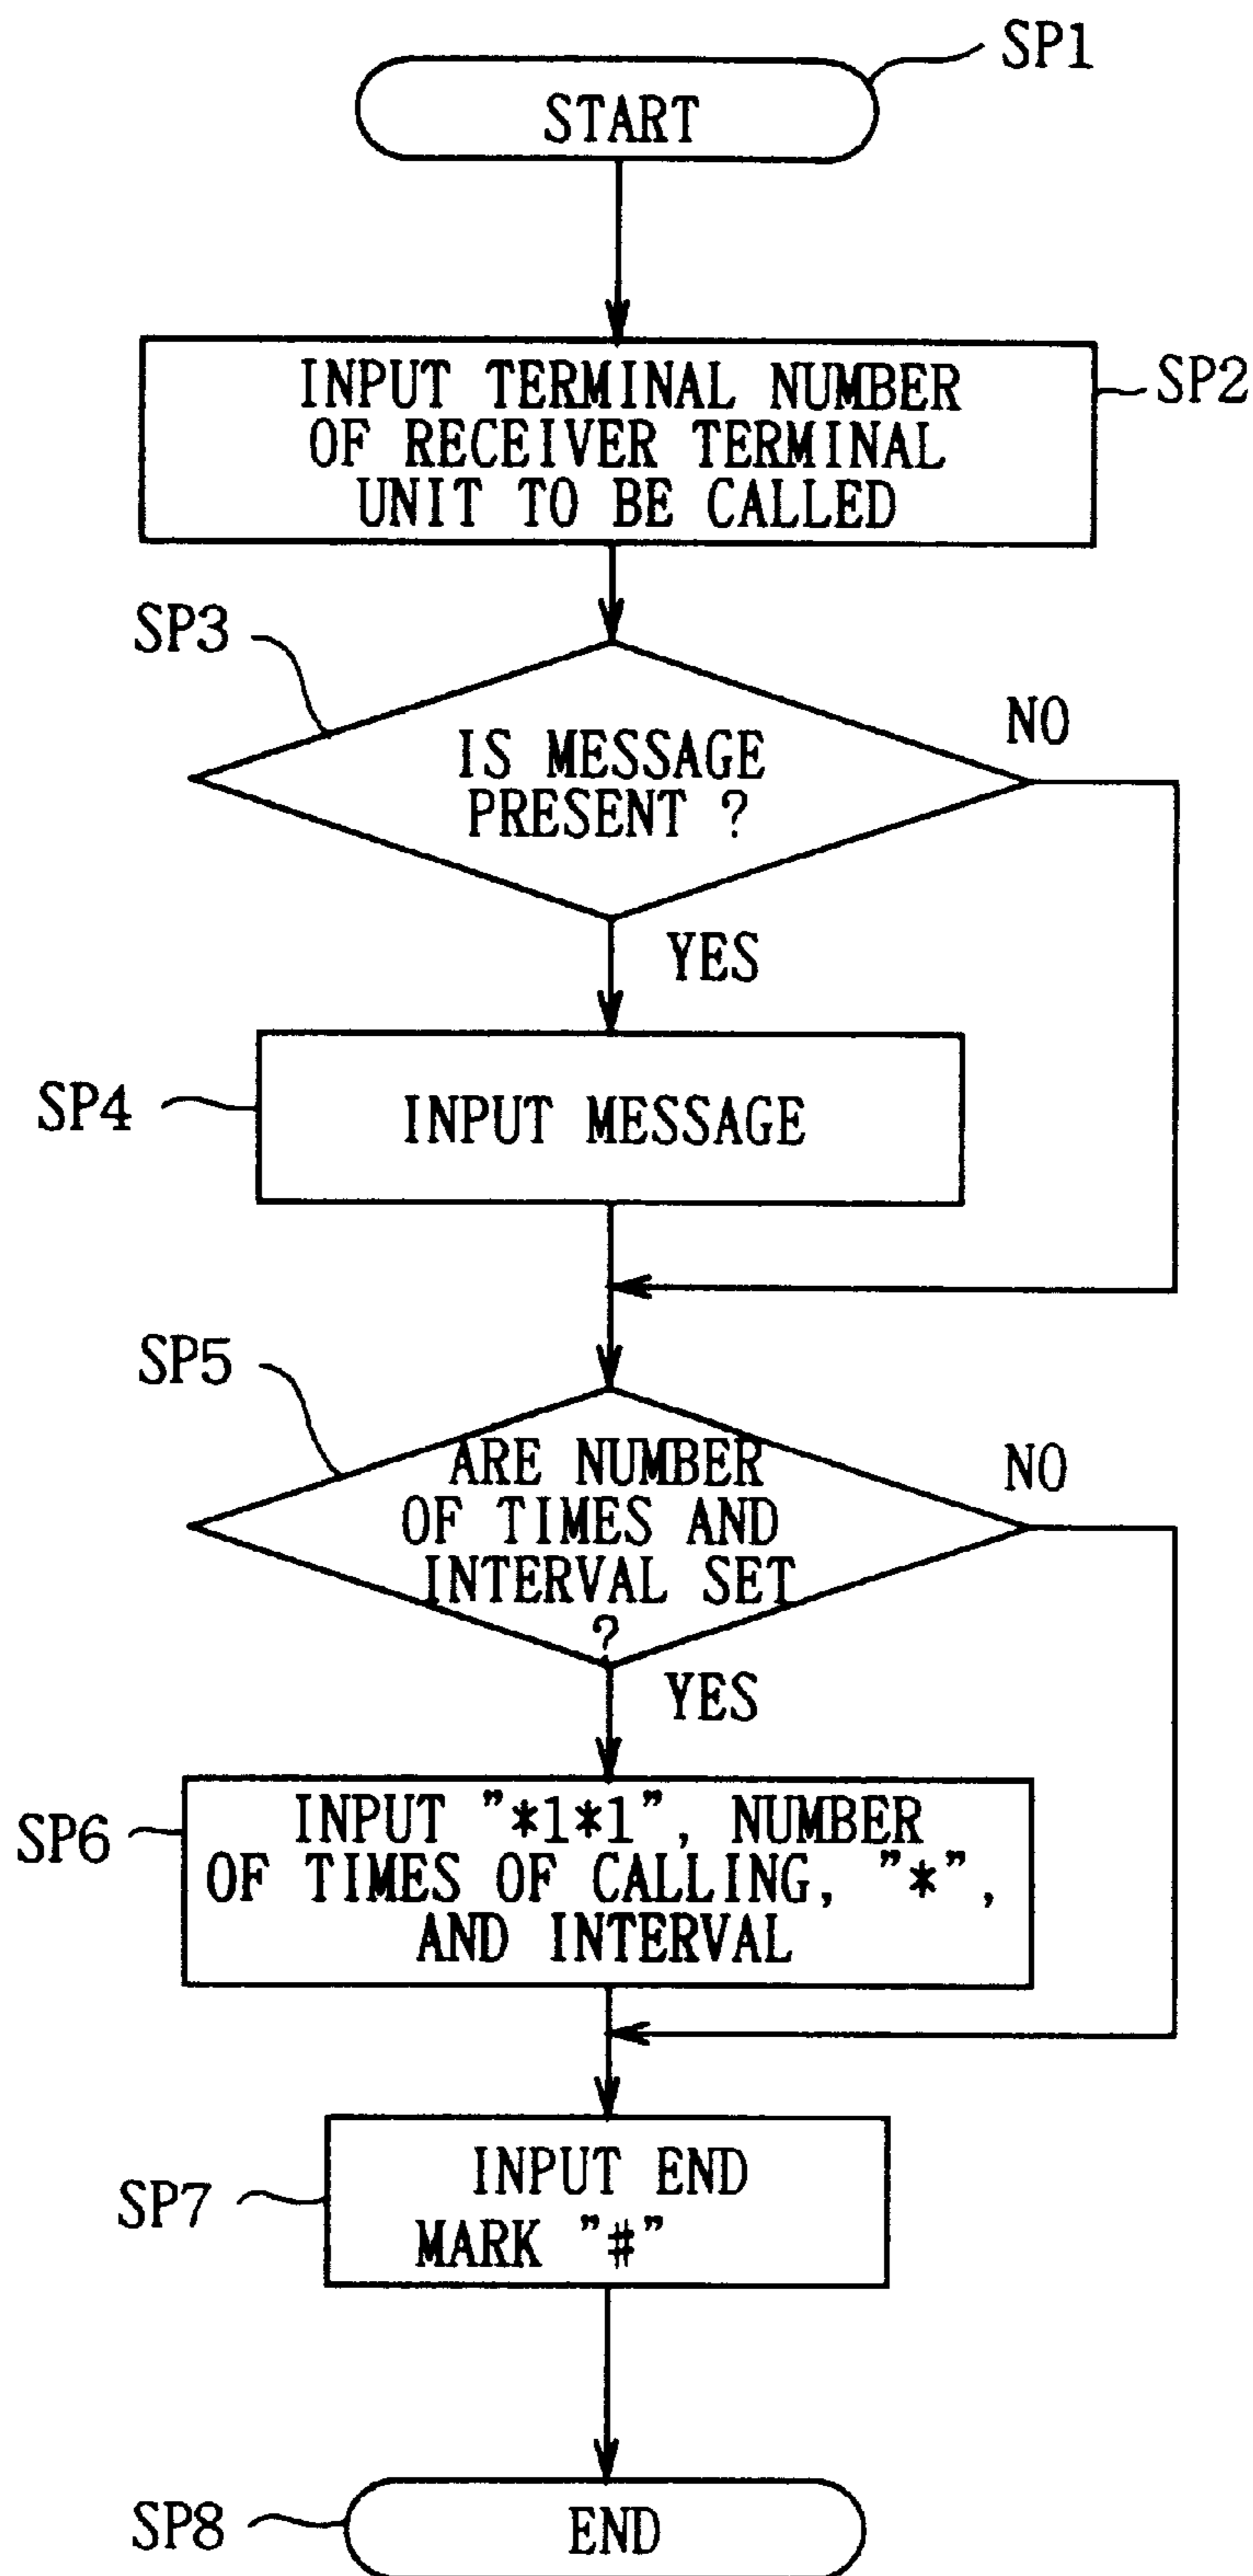 SP1
START
SP2
INPUT TERMINAL NUMBER
OF RECEIVER TERMINAL
UNIT TO BE CALLED
SP3
IS MESSAGE
PRESENT ?
NO
YES
SP4
INPUT MESSAGE
SP5
ARE NUMBER
OF TIMES AND
INTERVAL SET
?
NO
YES
SP6
INPUT "*1*1", NUMBER
OF TIMES OF CALLING, "*",
AND INTERVAL
SP7
INPUT END
MARK "#"
SP8
END